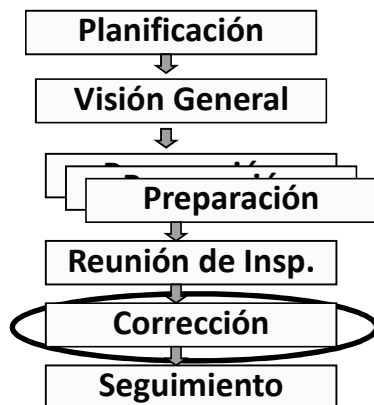 Planificación
Visión General
Preparación
Reunión de Insp.
Corrección
Seguimiento